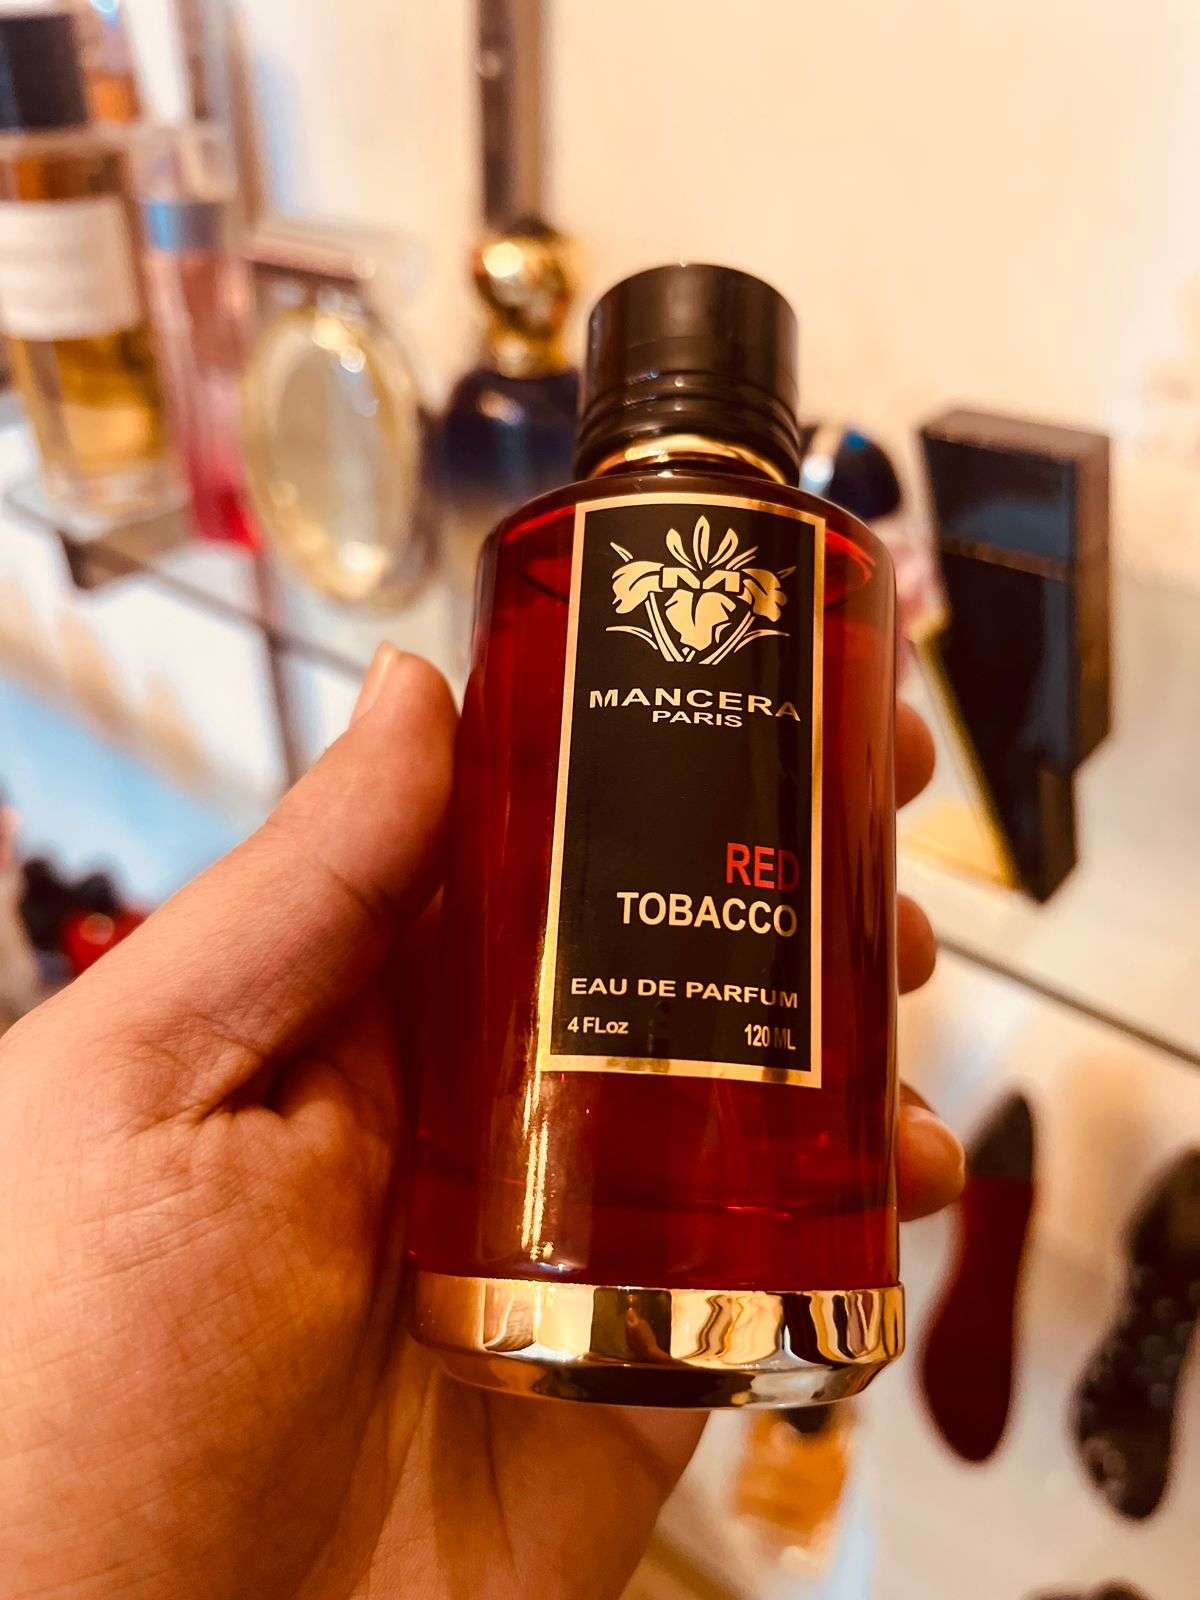 MANCERA
PARIS
RED
TOBACCO
EAU DE PARFUM
4 FLoz 120 ML